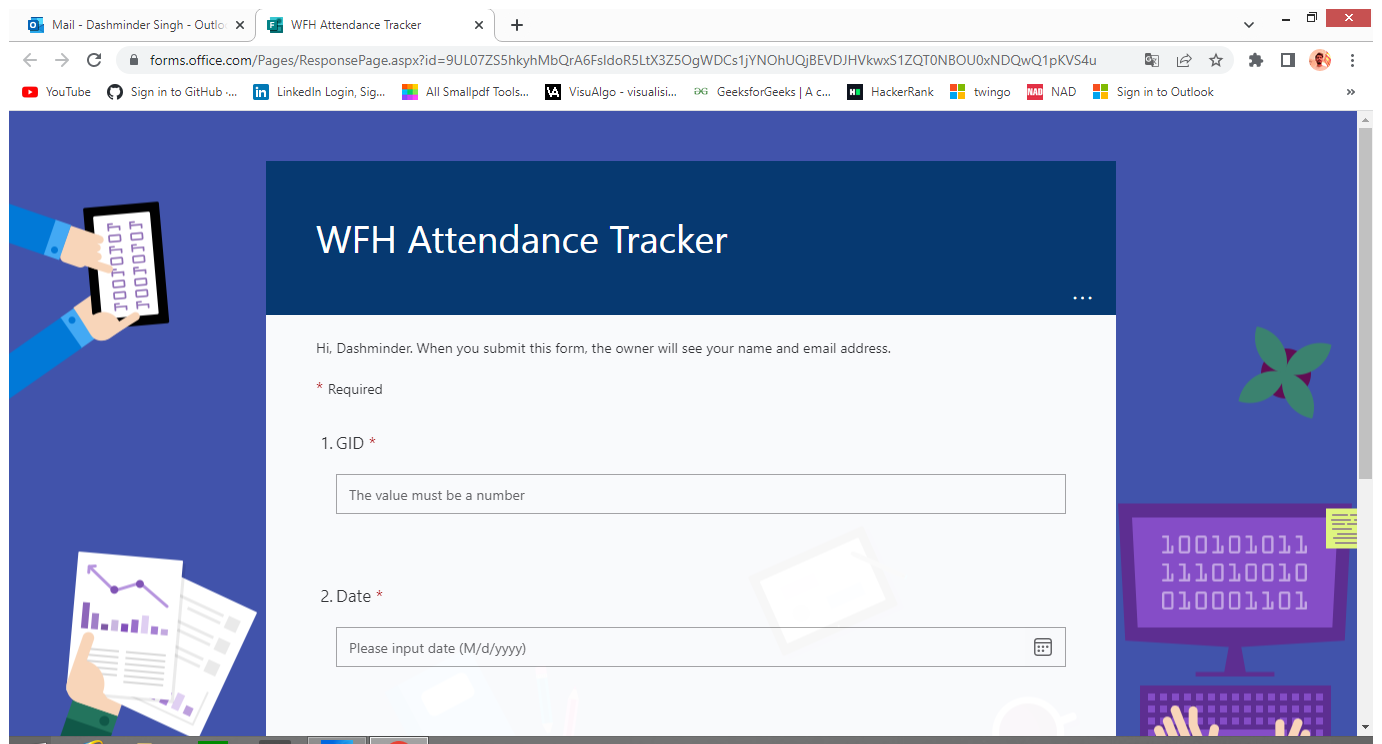 Mail - Dashminder Singh - Outlo
WFH Attendance Tracker
forms.office.com/Pages/ResponsePage.aspx?id=9UL07ZS5hkyhMbQrA6FsIdoR5LtX3Z5OgWDCs1jYNOhUQjBEVDJHVkwxS1ZQT0NBOU0xNDQwQ1pKVS4u
YouTube
Sign in to GitHub ·...
LinkedIn Login, Sig...
All Smallpdf Tools...
VisuAlgo - visualisi...
GeeksforGeeks | A c...
HackerRank
twingo
NAD
NAD
Sign in to Outlook
»
WFH Attendance Tracker
...
Hi, Dashminder. When you submit this form, the owner will see your name and email address.
* Required
1. GID *
The value must be a number
2. Date *
Please input date (M/d/yyyy)
100101011
111010010
010001101